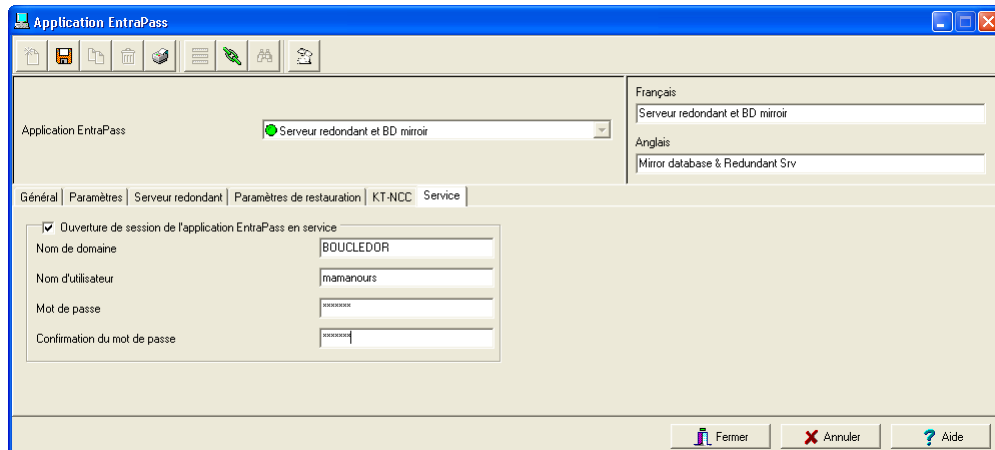 Application EntraPass
Application EntraPass
Serveur redondant et BD mirroir
Français
Serveur redondant et BD mirroir
Anglais
Mirror database & Redundant Srv
Général Paramètres Serveur redondant Paramètres de restauration KT-NCC Service
Ouverture de session de l'application EntraPass en service
Nom de domaine BOUCLEDOR
Nom d'utilisateur mamanours
Mot de passe *******
Confirmation du mot de passe *******
Fermer Annuler Aide